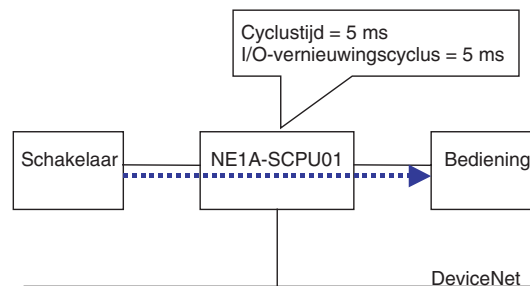 Cyclustijd = 5 ms
I/O-vernieuwingscyclus = 5 ms
Schakelaar
NE1A-SCPU01
Bediening
DeviceNet